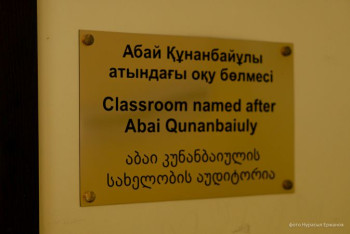 Абай Құнанбайұлы
атындағы оқу бөлмесі
Classroom named after
Abai Qunanbaiuly
აბაი კუნანბაიულის
სახელობის აუდიტორია